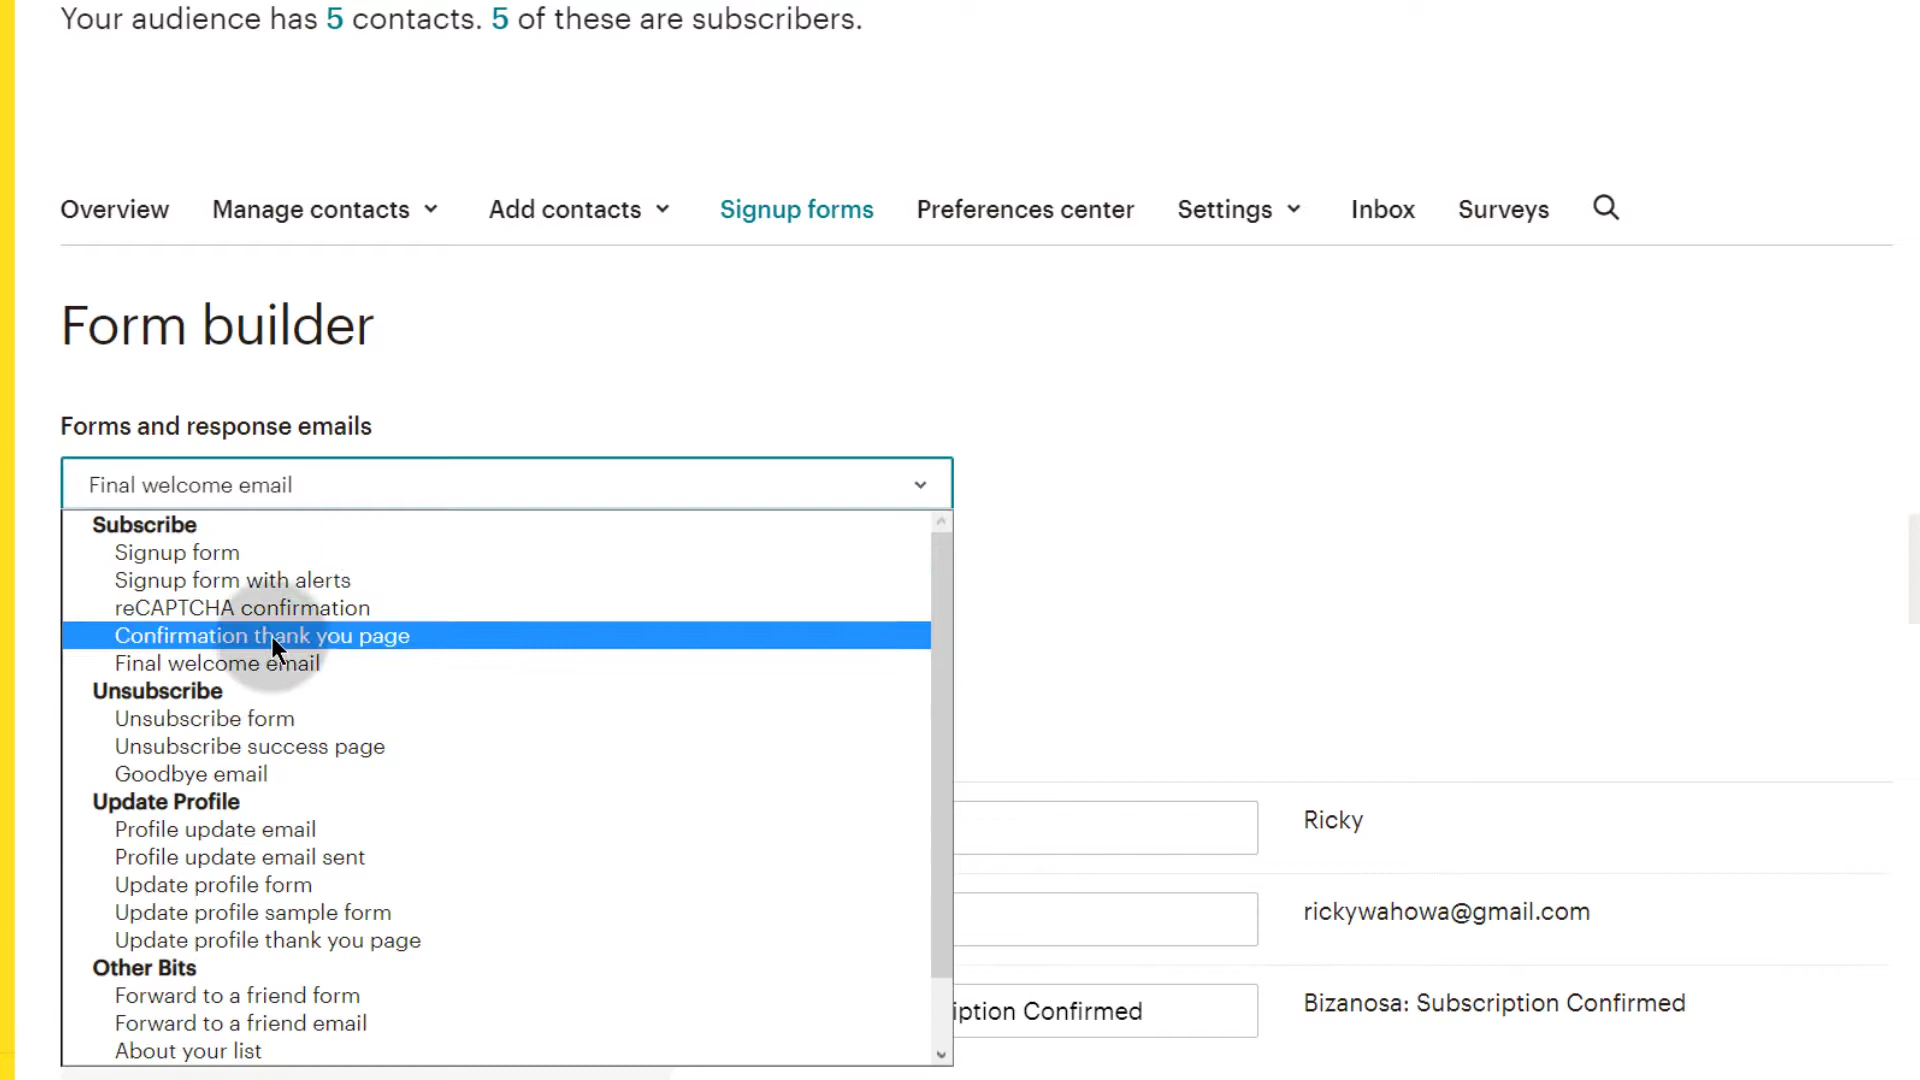 Your audience has 5 contacts. 5 of these are subscribers.
Overview Manage contacts Add contacts Signup forms Preferences center Settings Inbox Surveys
Form builder
Forms and response emails
Final welcome email
Subscribe
Signup form
Signup form with alerts
reCAPTCHA confirmation
Confirmation thank you page
Final welcome email
Unsubscribe
Unsubscribe form
Unsubscribe success page
Goodbye email
Update Profile
Profile update email
Ricky
Profile update email sent
Update profile form
Update profile sample form
rickywahowa@gmail.com
Update profile thank you page
Other Bits
Forward to a friend form
iption Confirmed
Bizanosa: Subscription Confirmed
Forward to a friend email
About your list